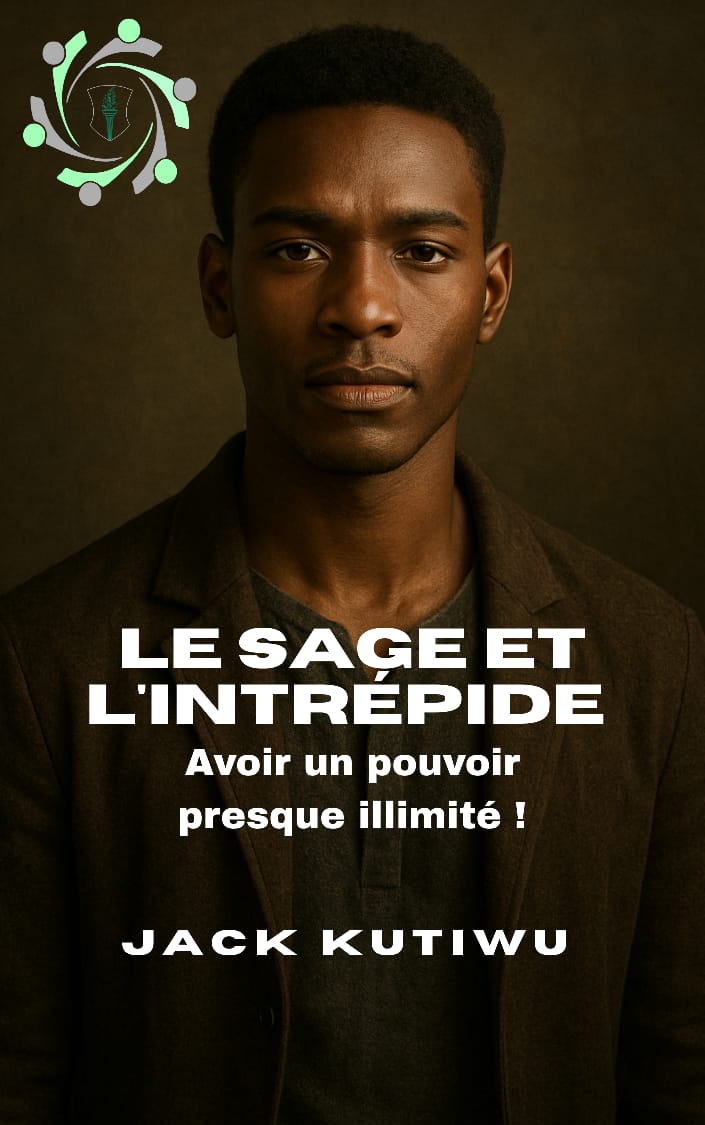 LE SAGE ET
L'INTRÉPIDE
Avoir un pouvoir
presque illimité !
JACK KUTIWU